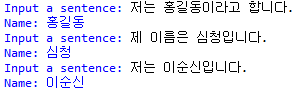 Input a sentence: 저는 홍길동이라고 합니다.
Name: 홍길동
Input a sentence: 제 이름은 심청입니다.
Name: 심청
Input a sentence: 저는 이순신입니다.
Name: 이순신